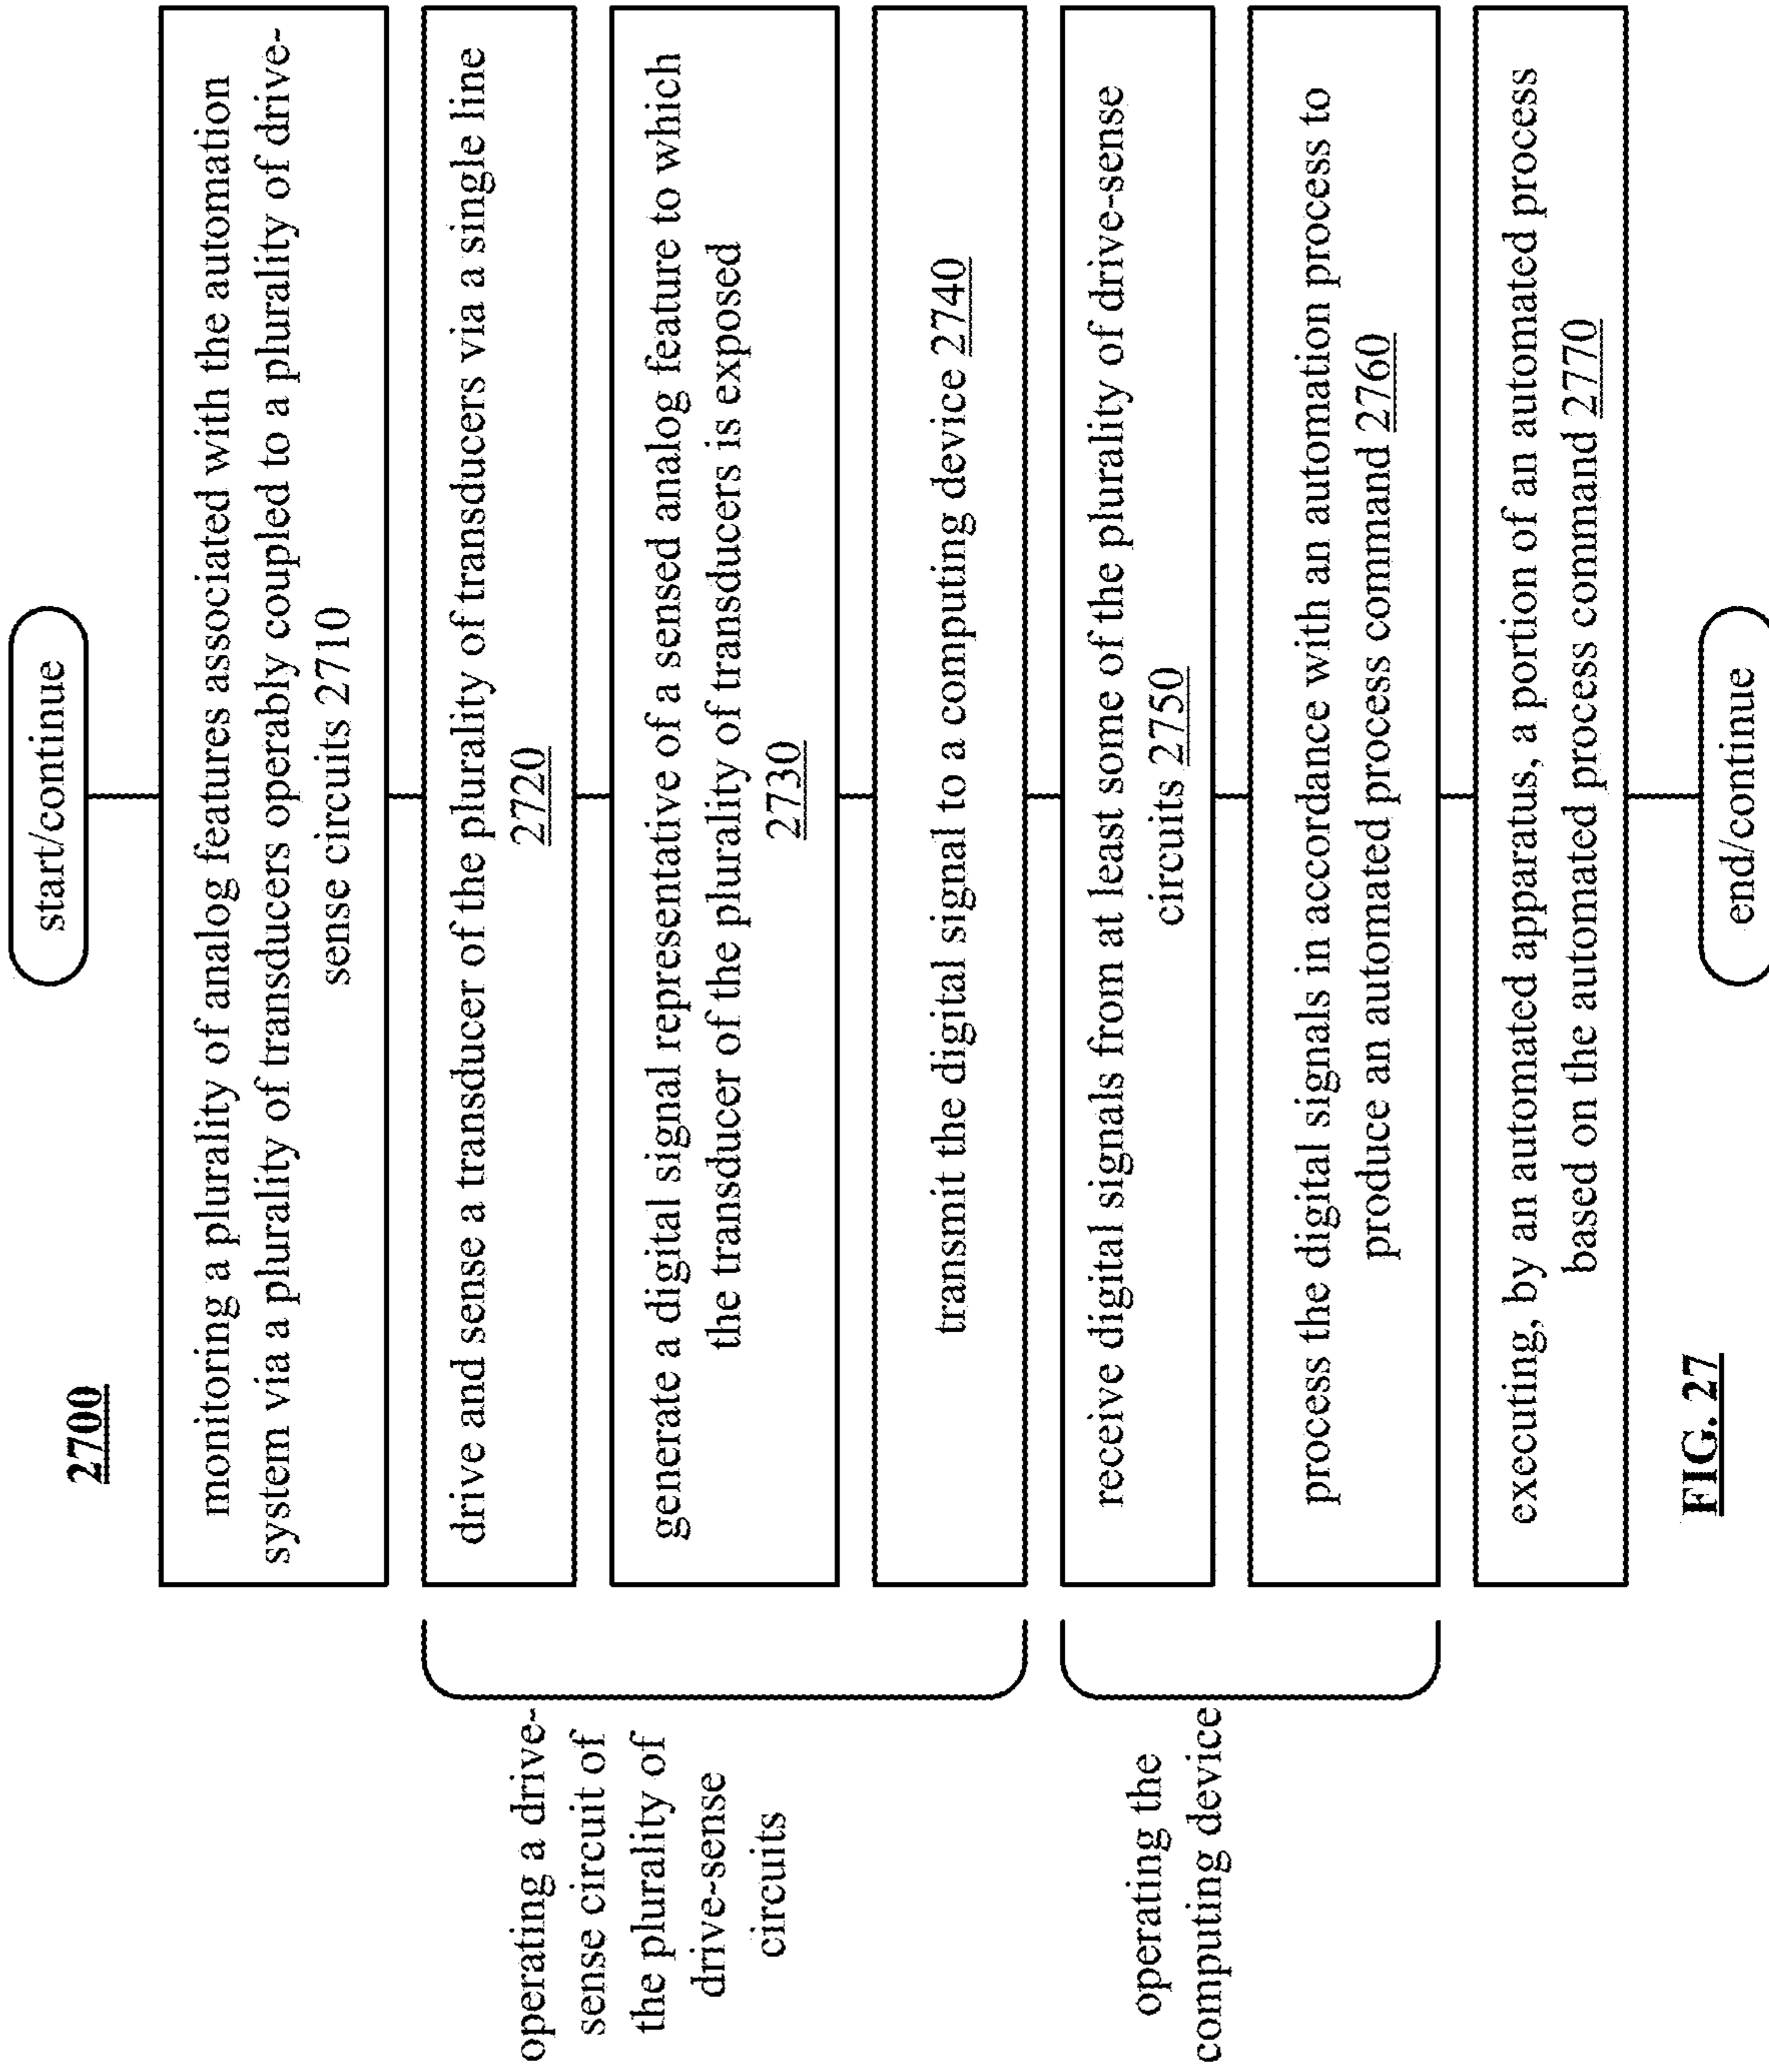 2700
start/continue
monitoring a plurality of analog features associated with the automation
system via a plurality of transducers operably coupled to a plurality of drive-
sense circuits 2710
operating a drive-
sense circuit of
the plurality of
drive-sense
circuits
drive and sense a transducer of the plurality of transducers via a single line
2720
generate a digital signal representative of a sensed analog feature to which
the transducer of the plurality of transducers is exposed
2730
transmit the digital signal to a computing device 2740
operating the
computing device
receive digital signals from at least some of the plurality of drive-sense
circuits 2750
process the digital signals in accordance with an automation process to
produce an automated process command 2760
executing, by an automated apparatus, a portion of an automated process
based on the automated process command 2770
end/continue
FIG. 27